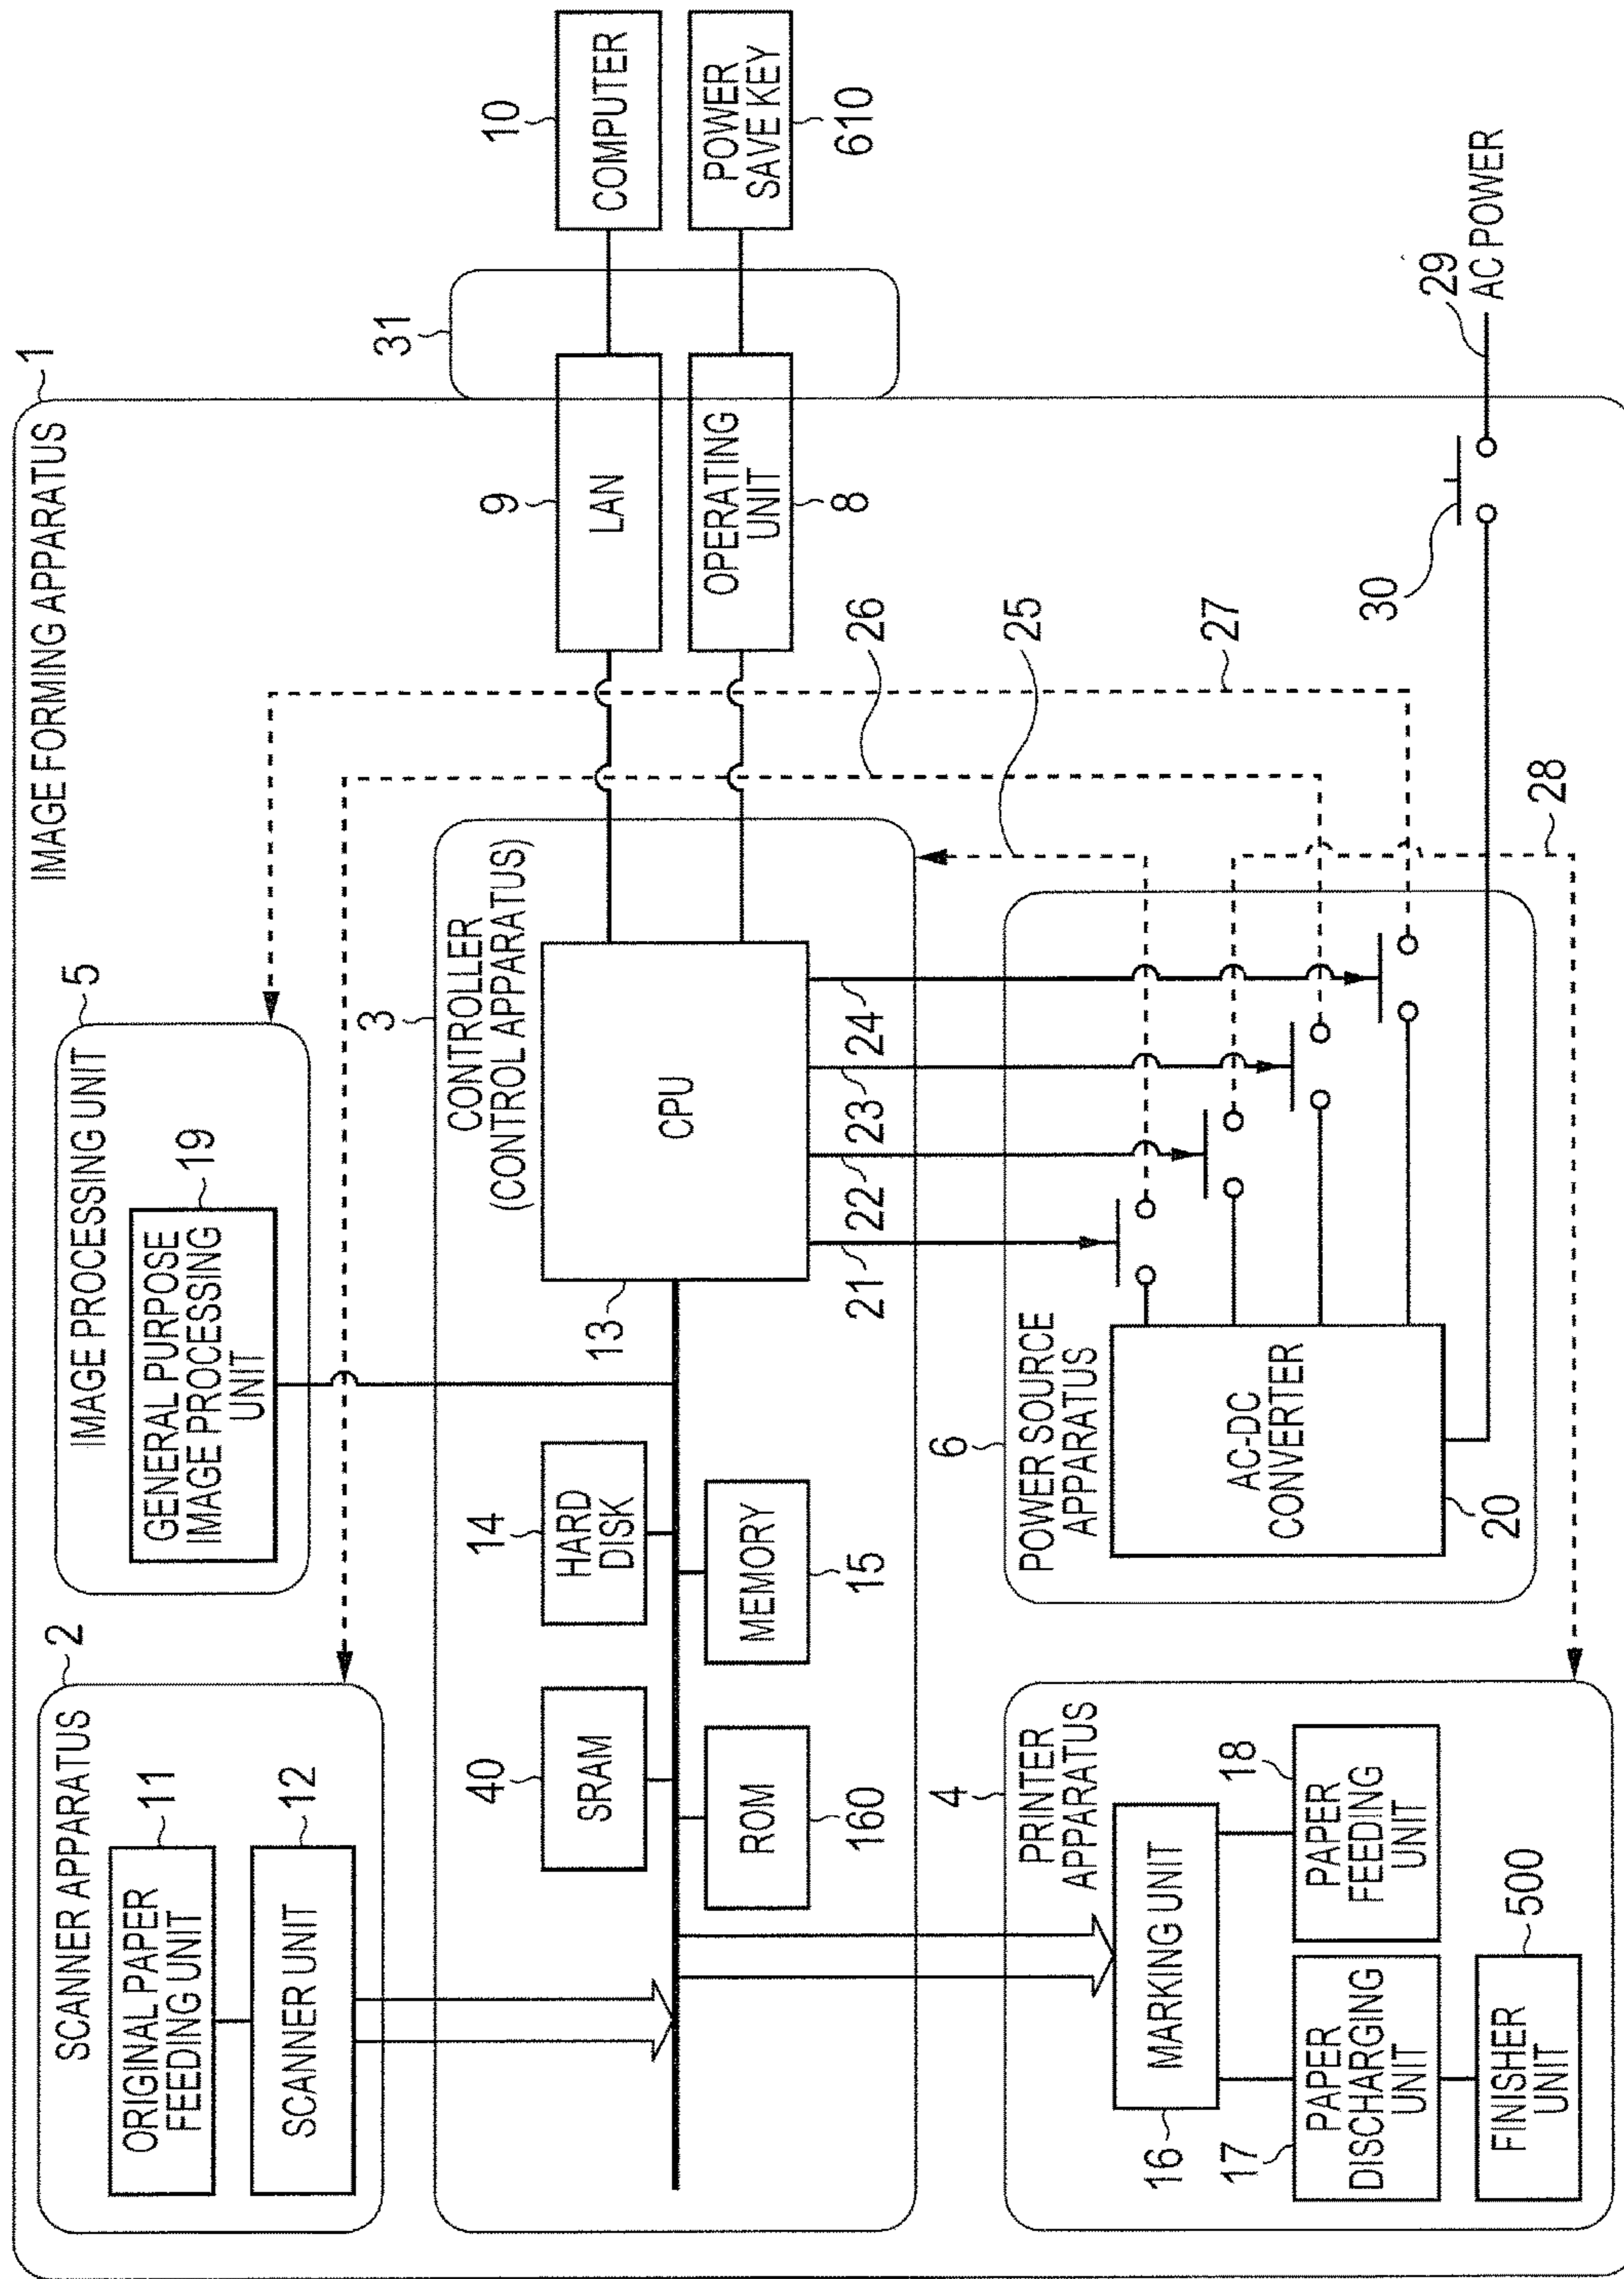 1
IMAGE FORMING APPARATUS
2
SCANNER APPARATUS
11
ORIGINAL PAPER
FEEDING UNIT
12
SCANNER UNIT
5
IMAGE PROCESSING UNIT
19
GENERAL PURPOSE
IMAGE PROCESSING
UNIT
3
CONTROLLER
(CONTROL APPARATUS)
40
SRAM
14
HARD
DISK
160
ROM
15
MEMORY
13
CPU
21
22
23
24
9
LAN
8
OPERATING
UNIT
31
10
COMPUTER
610
POWER
SAVE KEY
26
25
27
28
4
PRINTER
APPARATUS
16
MARKING UNIT
17
PAPER
DISCHARGING
UNIT
18
PAPER
FEEDING
UNIT
500
FINISHER
UNIT
6
POWER SOURCE
APPARATUS
AC-DC
CONVERTER
20
30
29
AC POWER